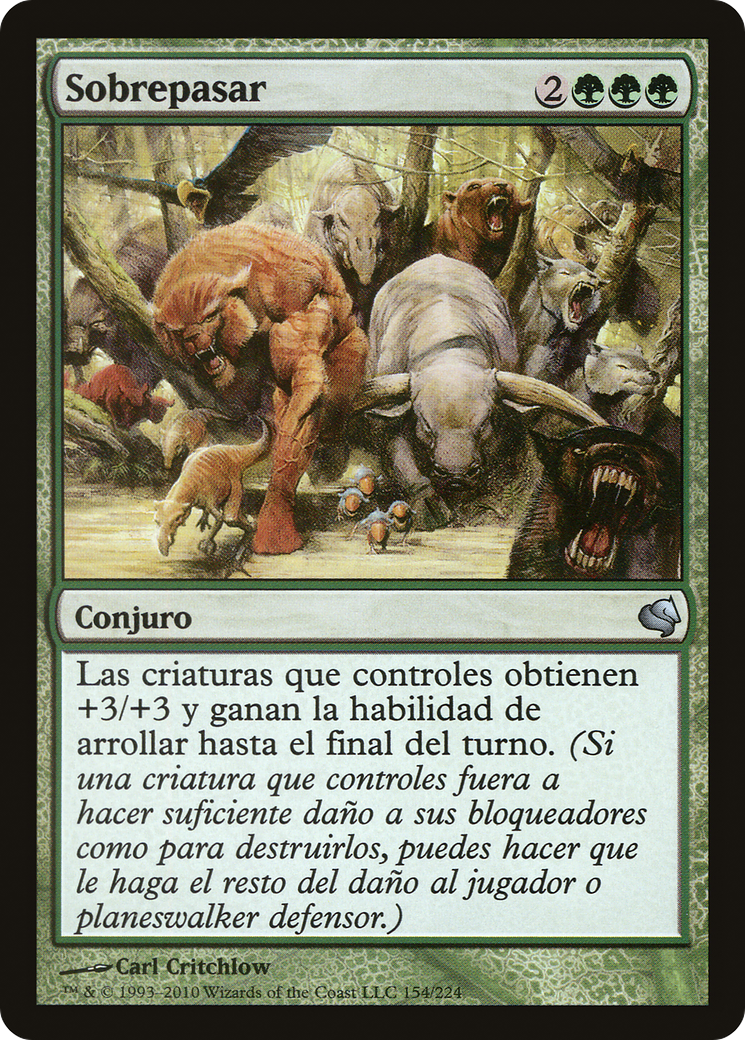 Sobrepasar
2
Conjuro
Las criaturas que controles obtienen
+3/+3 y ganan la habilidad de
arrollar hasta el final del turno. (Si
una criatura que controles fuera a
hacer suficiente daño a sus bloqueadores
como para destruirlos, puedes hacer que
le haga el resto del daño al jugador o
planeswalker defensor.)
Carl Critchlow
™ & © 1993–2010 Wizards of the Coast LLC 154/224